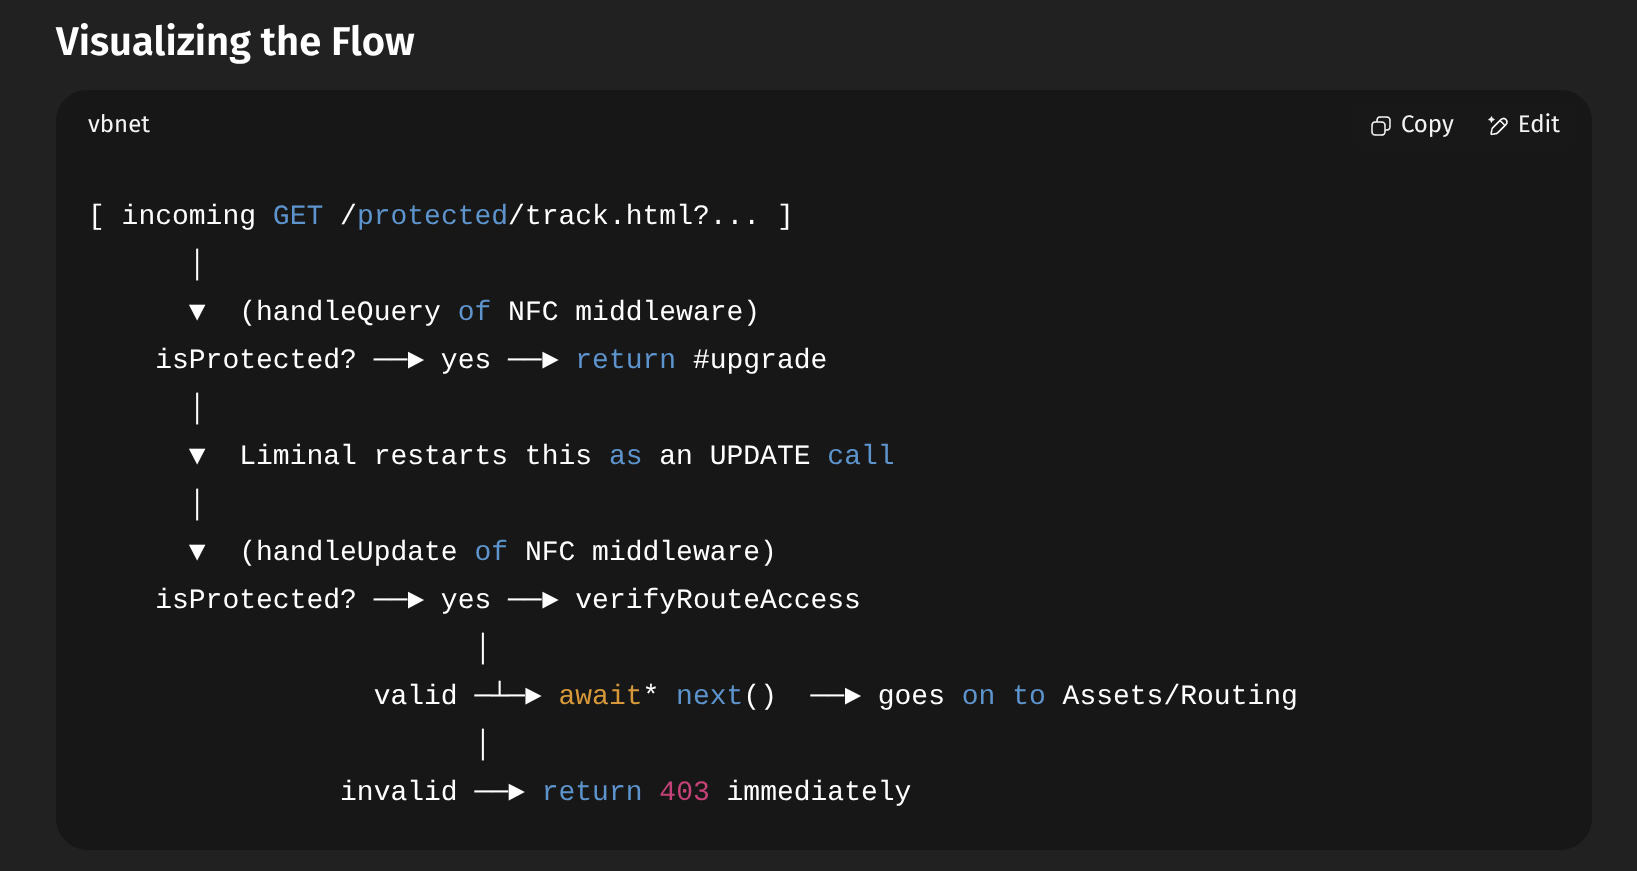 Visualizing the Flow
vbnet
Copy
Edit
[ incoming GET /protected/track.html?... ]
│
▼  (handleQuery of NFC middleware)
isProtected? ──► yes ──► return #upgrade
│
▼  Liminal restarts this as an UPDATE call
│
▼  (handleUpdate of NFC middleware)
isProtected? ──► yes ──► verifyRouteAccess
│
valid ─┴─► await* next()  ──► goes on to Assets/Routing
│
invalid ──► return 403 immediately